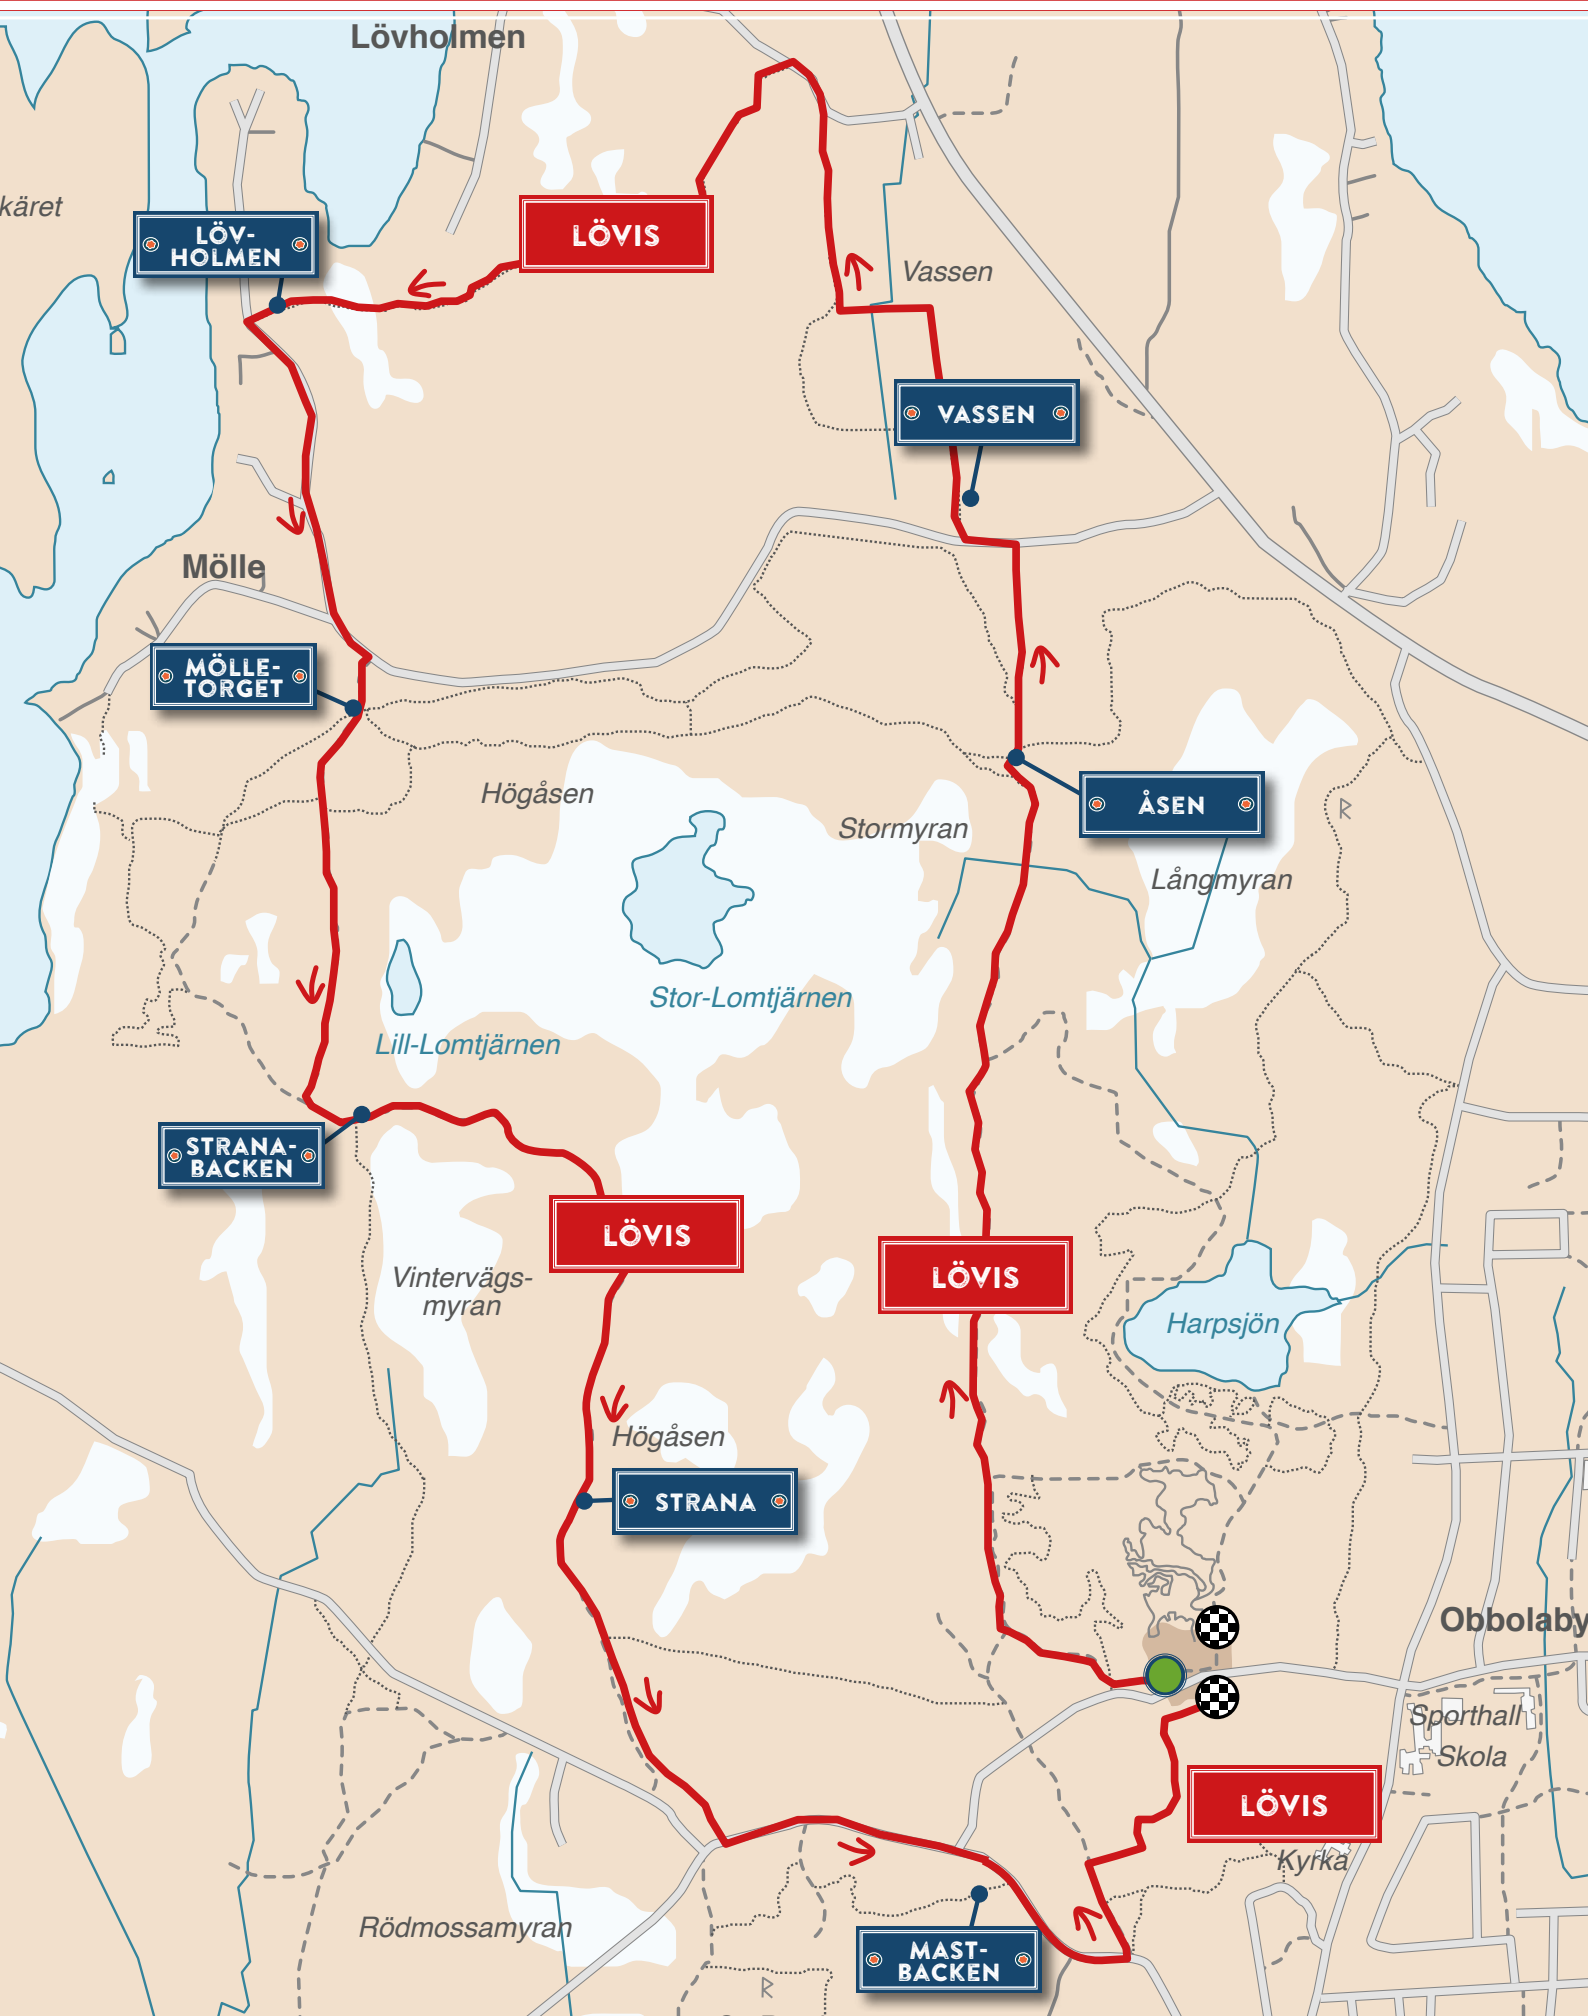 Lövholmen
käret
LÖV-
HOLMEN
LÖVIS
Vassen
VASSEN
Mölle
MÖLLE-
TORGET
Högåsen
Stormyran
ÅSEN
Långmyran
R
Stor-Lomtjärnen
Lill-Lomtjärnen
STRANA-
BACKEN
LÖVIS
Vintervägs-
myran
LÖVIS
Harpsjön
Högåsen
STRANA
Obbolaby
Sporthall
Skola
LÖVIS
Kyrka
Rödmossamyran
MAST-
BACKEN
R